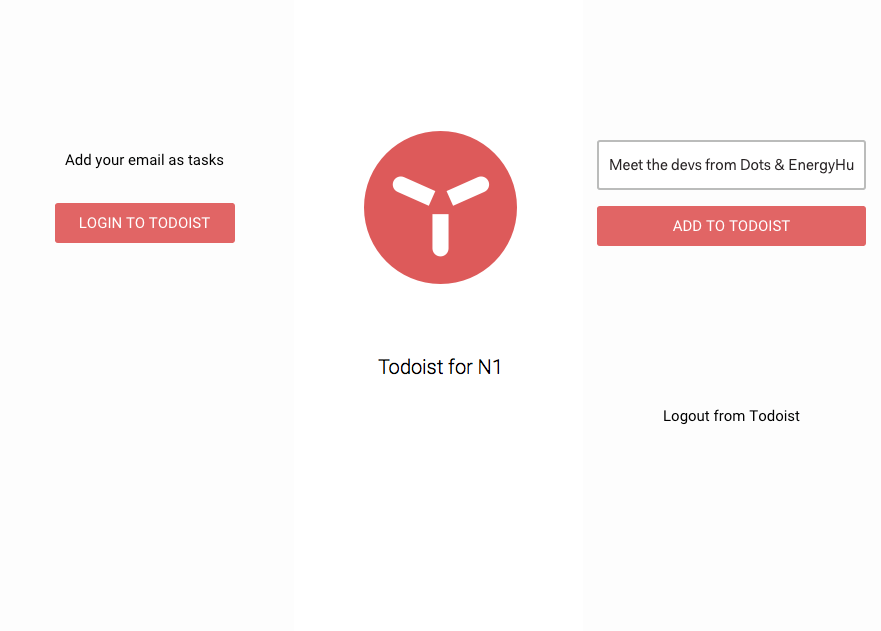 Add your email as tasks
LOGIN TO TODOIST
Todoist for N1
Meet the devs from Dots & EnergyHu
ADD TO TODOIST
Logout from Todoist